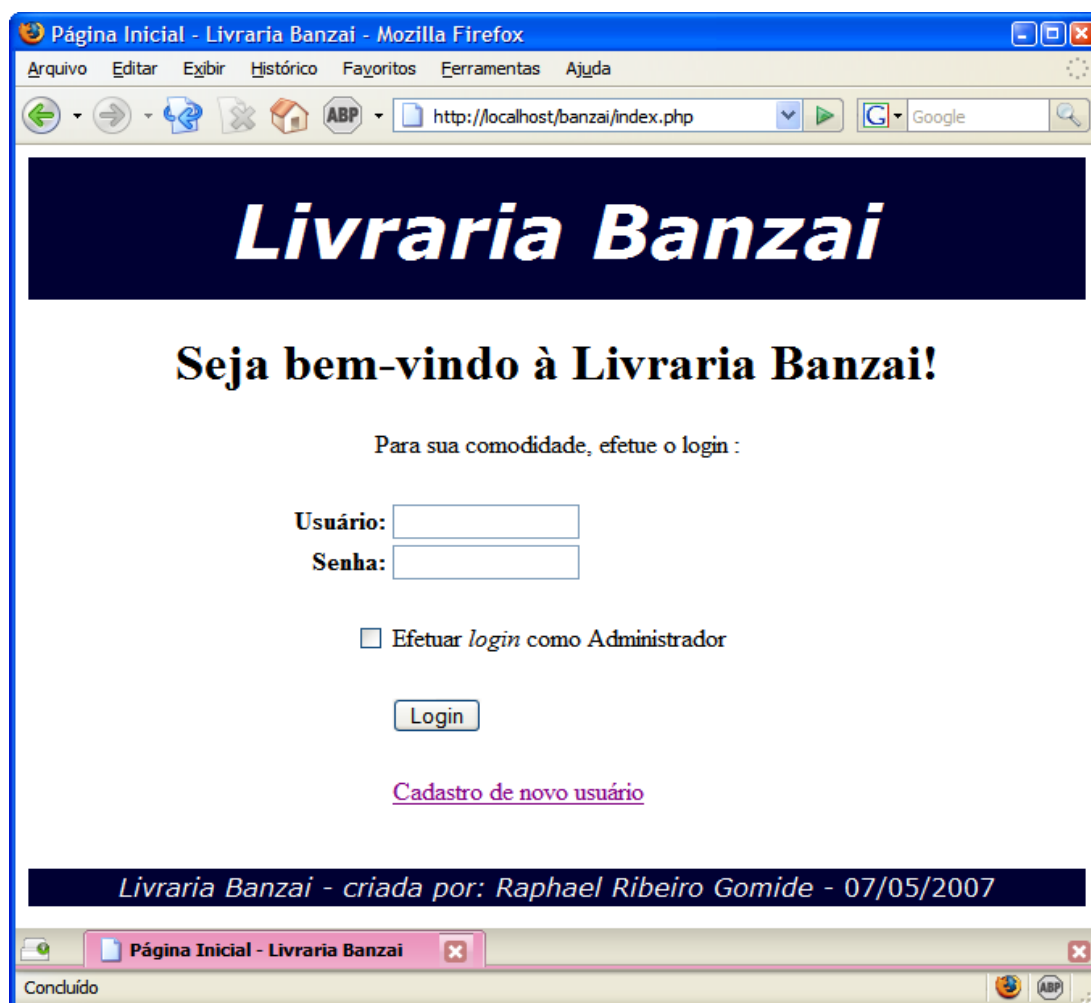 Página Inicial - Livraria Banzai - Mozilla Firefox
Arquivo Editar Exibir Histórico Favoritos Ferramentas Ajuda
ABP http://localhost/banzai/index.php G Google
Livraria Banzai
Seja bem-vindo à Livraria Banzai!
Para sua comodidade, efetue o login :
Usuário:
Senha:
Efetuar login como Administrador
Login
Cadastro de novo usuário
Livraria Banzai - criada por: Raphael Ribeiro Gomide - 07/05/2007
Página Inicial - Livraria Banzai
Concluído ABP